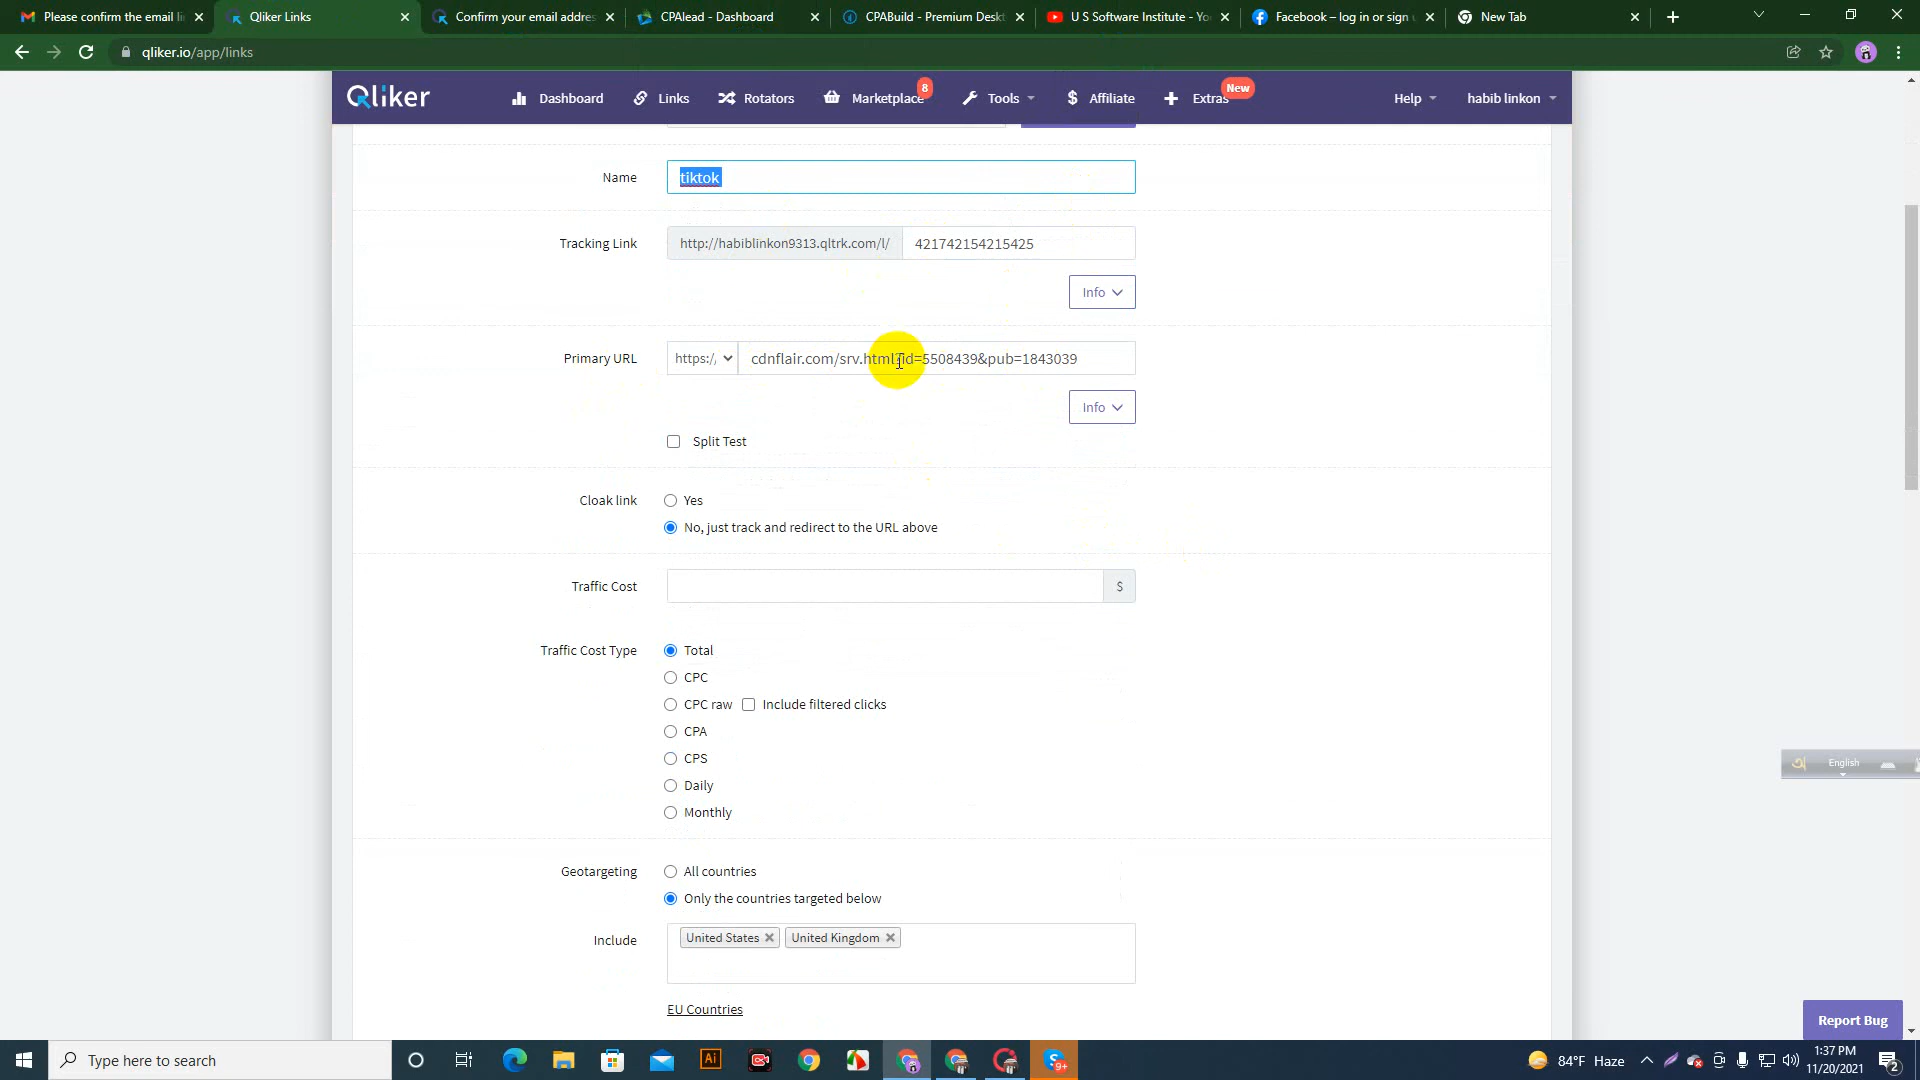 Please confirm the email li
Qliker Links
Confirm your email addres
CPAlead - Dashboard
CPABuild - Premium Deskt
U S Software Institute - Yo
Facebook – log in or sign
New Tab
qliker.io/app/links
Qliker
Dashboard
Links
Rotators
Marketplace
8
Tools
Affiliate
Extras
New
Help
habib linkon
Name
tiktok
Tracking Link
http://habiblinkon9313.qltrk.com/l/
421742154215425
Info
Primary URL
https://
cdnflair.com/srv.html?id=5508439&pub=1843039
Info
Split Test
Cloak link
Yes
No, just track and redirect to the URL above
Traffic Cost
$
Traffic Cost Type
Total
CPC
CPC raw
Include filtered clicks
CPA
CPS
Daily
Monthly
Geotargeting
All countries
Only the countries targeted below
Include
United States
United Kingdom
EU Countries
অ
English
Report Bug
Type here to search
Ai
9+
84°F Haze
1:37 PM
11/20/2021
2